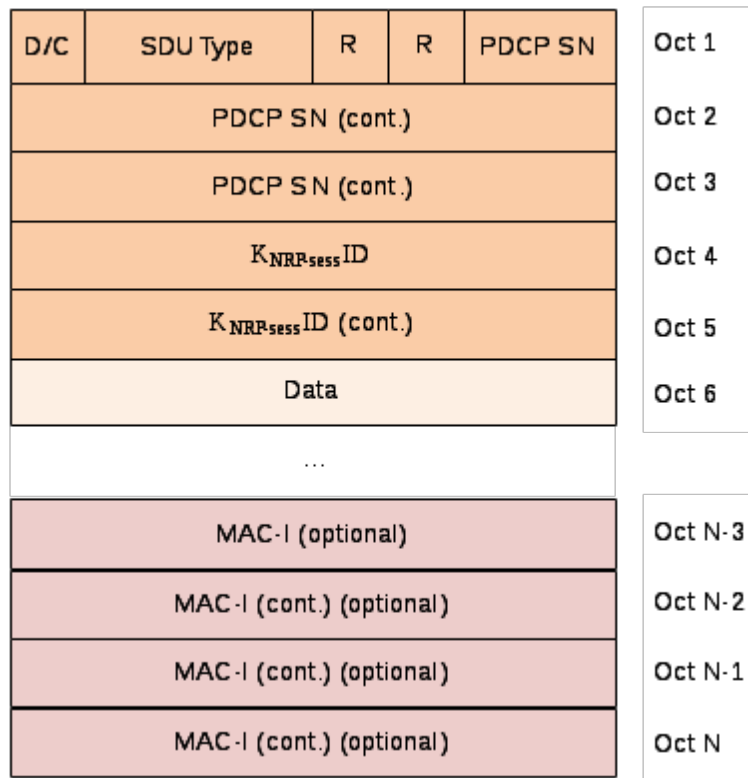 D/C SDU Type R R PDCP SN Oct 1
PDCP SN (cont.) Oct 2
PDCP SN (cont.) Oct 3
KNRP-sessID Oct 4
KNRP-sessID (cont.) Oct 5
Data Oct 6
...
MAC-I (optional) Oct N-3
MAC-I (cont.) (optional) Oct N-2
MAC-I (cont.) (optional) Oct N-1
MAC-I (cont.) (optional) Oct N